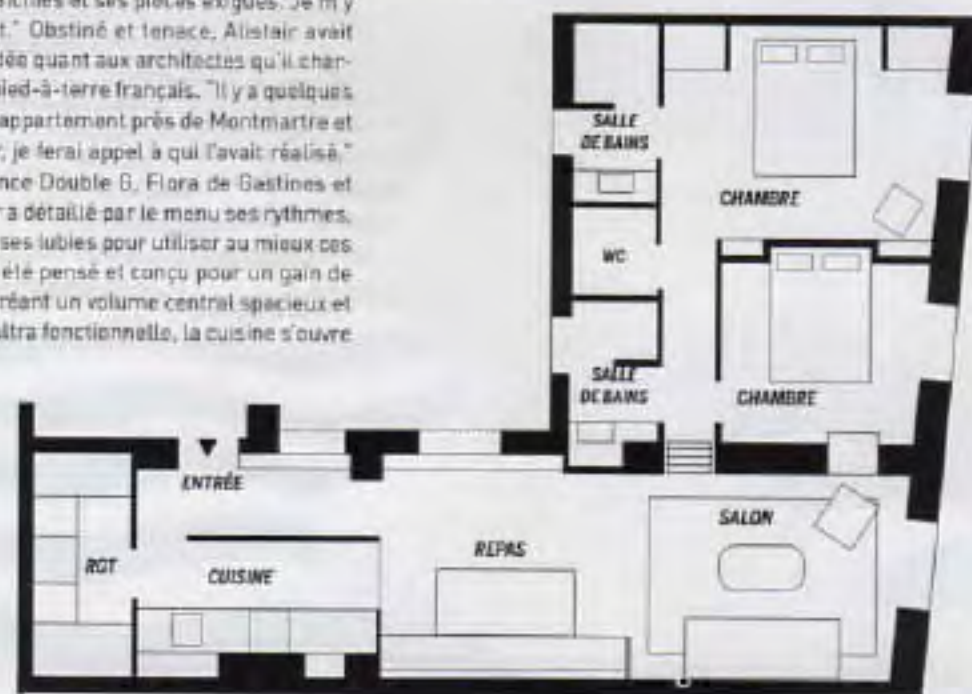 et ses pièces exiguës. Je m'y
t." Obstiné et tenace, Alistair avait
dée quant aux architectes qu'il char-
pied-à-terre français. "Il y a quelques
appartement près de Montmartre et
, je ferai appel à qui l'avait réalisé."
nce Double G, Flora de Gastines et
r a détaillé par le menu ses rythmes,
ses lubies pour utiliser au mieux ces
été pensé et conçu pour un gain de
réant un volume central spacieux et
ltra fonctionnelle, la cuisine s'ouvre
SALLE
DE BAINS
CHAMBRE
WC
SALLE
DE BAINS
CHAMBRE
ENTRÉE
SALON
REPAS
RGT
CUISINE